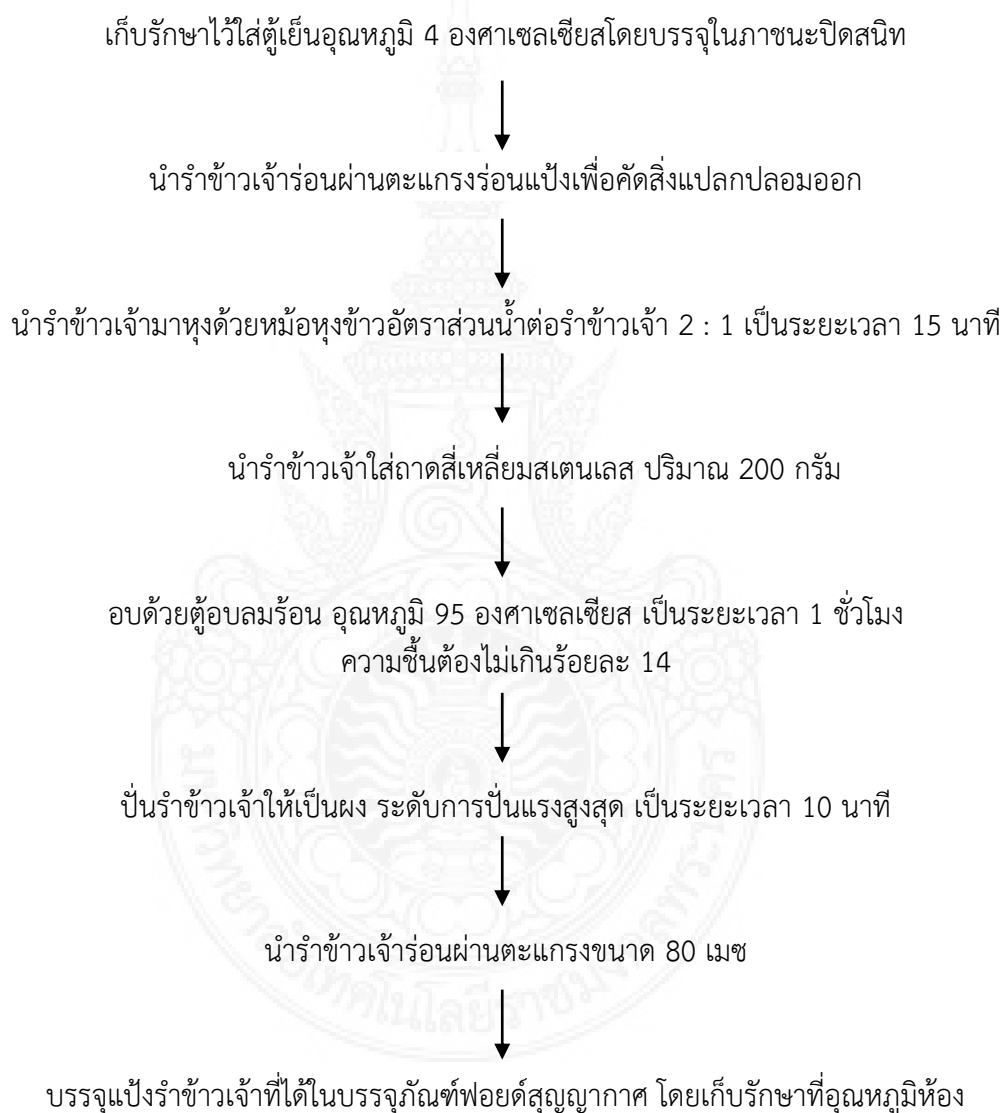 เก็บรักษาไว้ใส่ตู้เย็นอุณหภูมิ 4 องศาเซลเซียสโดยบรรจุในภาชนะปิดสนิท
นำรำข้าวเจ้าร่อนผ่านตะแกรงร่อนแป้งเพื่อคัดสิ่งแปลกปลอมออก
นำรำข้าวเจ้ามาหุงด้วยหม้อหุงข้าวอัตราส่วนน้ำต่อรำข้าวเจ้า 2 : 1 เป็นระยะเวลา 15 นาที
นำรำข้าวเจ้าใส่ถาดสี่เหลี่ยมสเตนเลส ปริมาณ 200 กรัม
อบด้วยตู้อบลมร้อน อุณหภูมิ 95 องศาเซลเซียส เป็นระยะเวลา 1 ชั่วโมง
ความชื้นต้องไม่เกินร้อยละ 14
ปั่นรำข้าวเจ้าให้เป็นผง ระดับการปั่นแรงสูงสุด เป็นระยะเวลา 10 นาที
นำรำข้าวเจ้าร่อนผ่านตะแกรงขนาด 80 เมซ
บรรจุแป้งรำข้าวเจ้าที่ได้ในบรรจุภัณฑ์ฟอยด์สุญญากาศ โดยเก็บรักษาที่อุณหภูมิห้อง